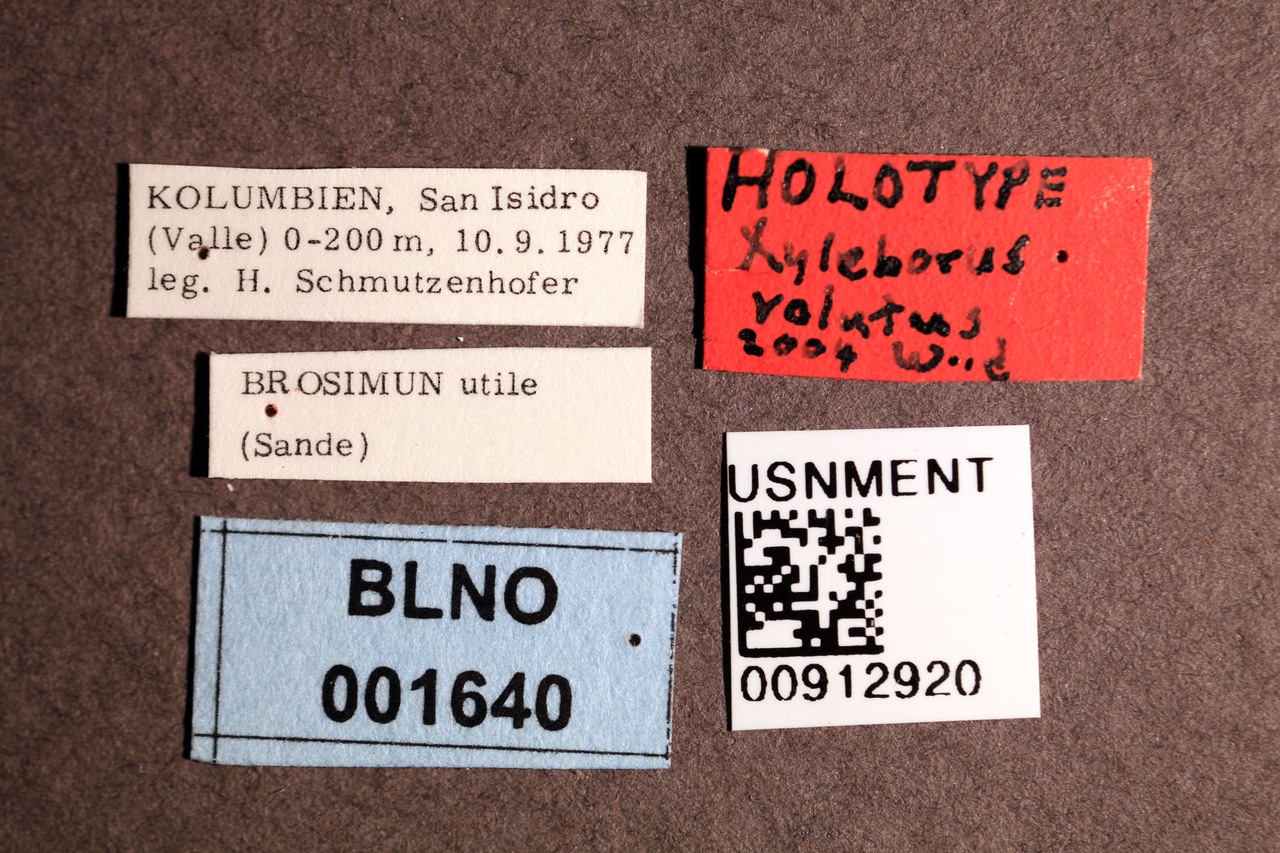 KOLUMBIEN, San Isidro
(Valle) 0-200 m, 10.9.1977
leg. H. Schmutzenhofer
BROSIMUN utile
(Sande)
BLNO
001640
HOLOTYPE
Xyleborus
volutus
2004 Wood
USNMENT
00912920